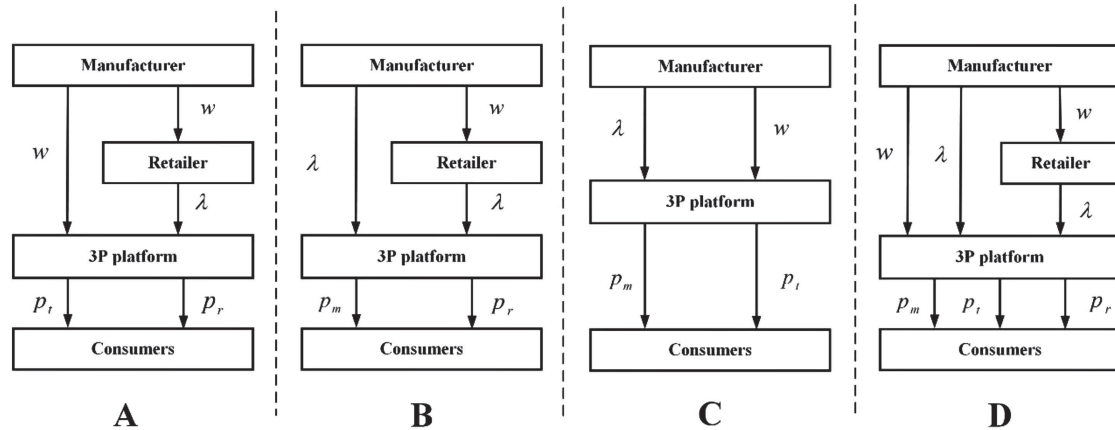 Manufacturer
w
w
Retailer
λ
3P platform
p_t
p_r
Consumers
A
Manufacturer
w
λ
Retailer
λ
3P platform
p_m
p_r
Consumers
B
Manufacturer
λ
w
3P platform
p_m
p_t
Consumers
C
Manufacturer
w
w
λ
Retailer
λ
3P platform
p_m
p_t
p_r
Consumers
D